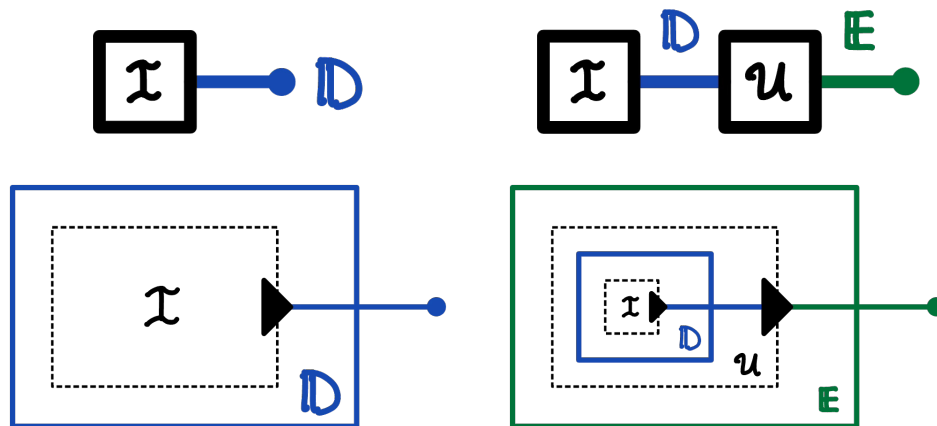 ℐ 𝔻
ℐ 𝔻 𝒰 𝔼
ℐ
𝔻
ℐ
𝔻
𝒰
𝔼